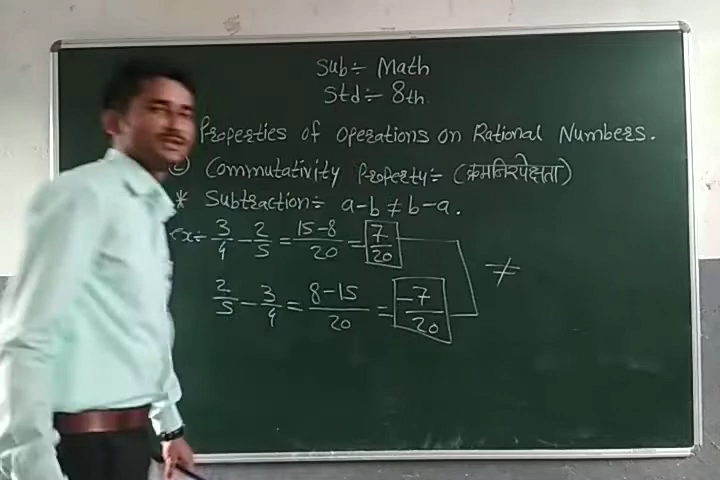 Sub÷ Math
Std÷ 8th
Properties of Operations on Rational Numbers.
Commutativity Property÷ (क्रमनिरपेक्षता)
* Subtraction÷ a-b ≠ b-a.
ex÷ 3/4 - 2/5 = 15-8/20 = 7/20
≠
2/5 - 3/4 = 8-15/20 = -7/20